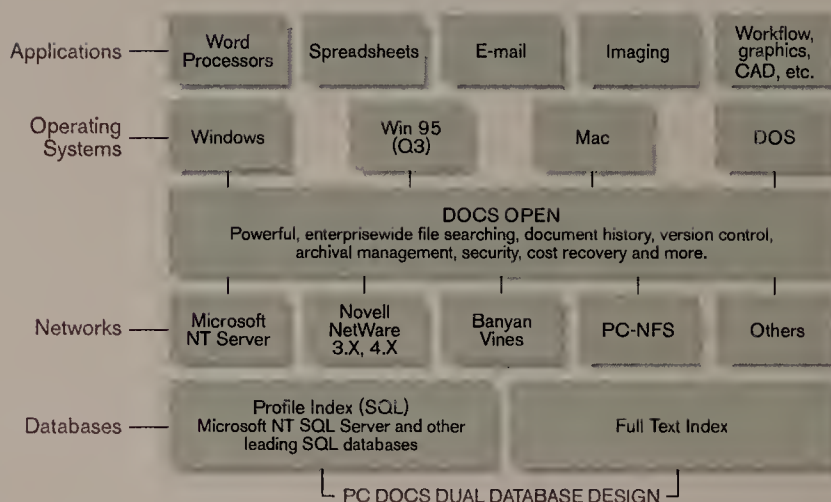 Applications
Word
Processors
Spreadsheets
E-mail
Imaging
Workflow,
graphics,
CAD, etc.
Operating
Systems
Windows
Win 95
(Q3)
Mac
DOS
DOCS OPEN
Powerful, enterprisewide file searching, document history, version control,
archival management, security, cost recovery and more.
Networks
Microsoft
NT Server
Novell
NetWare
3.X, 4.X
Banyan
Vines
PC-NFS
Others
Databases
Profile Index (SQL)
Microsoft NT SQL Server and other
leading SQL databases
Full Text Index
PC DOCS DUAL DATABASE DESIGN